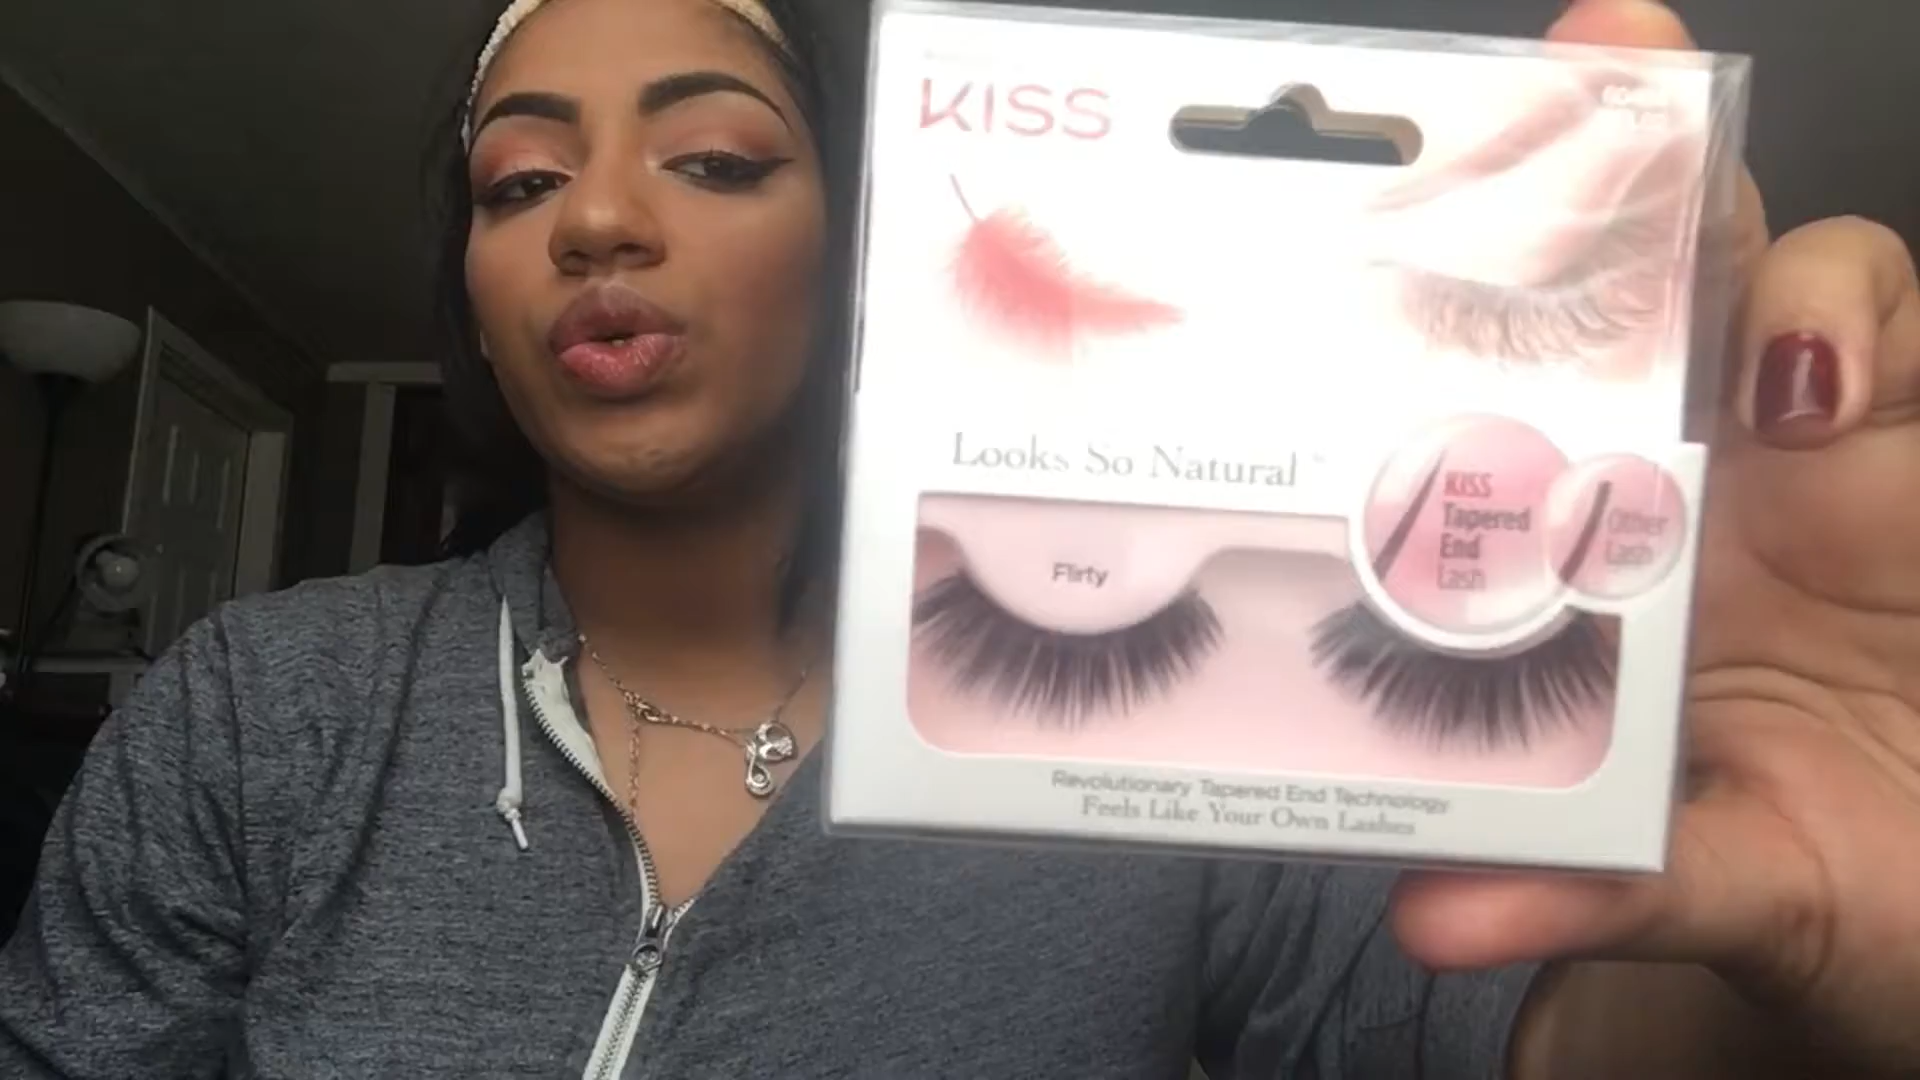 KISS
Looks So Natural
KISS
Tapered
End
Lash
Other
Lash
Flirty
Revolutionary Tapered End Technology
Feels Like Your Own Lashes